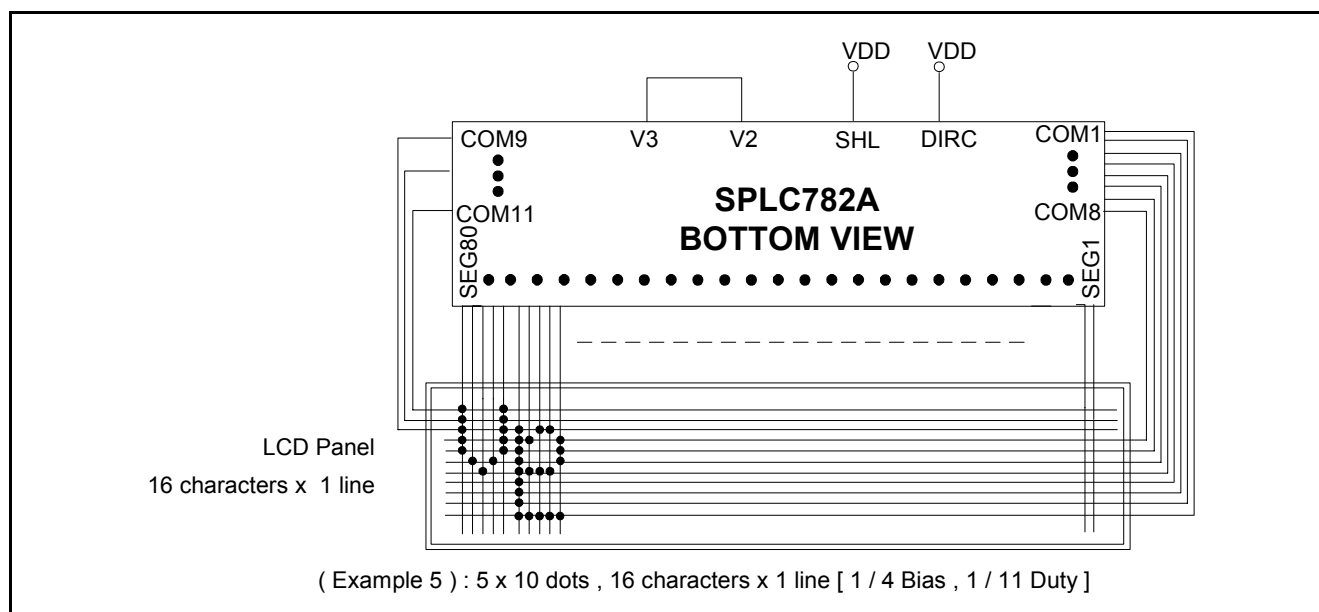 VDD VDD
COM9 V3 V2 SHL DIRC COM1
SPLC782A
COM11 COM8
BOTTOM VIEW
SEG80 SEG1
LCD Panel
16 characters x 1 line
( Example 5 ) : 5 x 10 dots , 16 characters x 1 line [ 1 / 4 Bias , 1 / 11 Duty ]